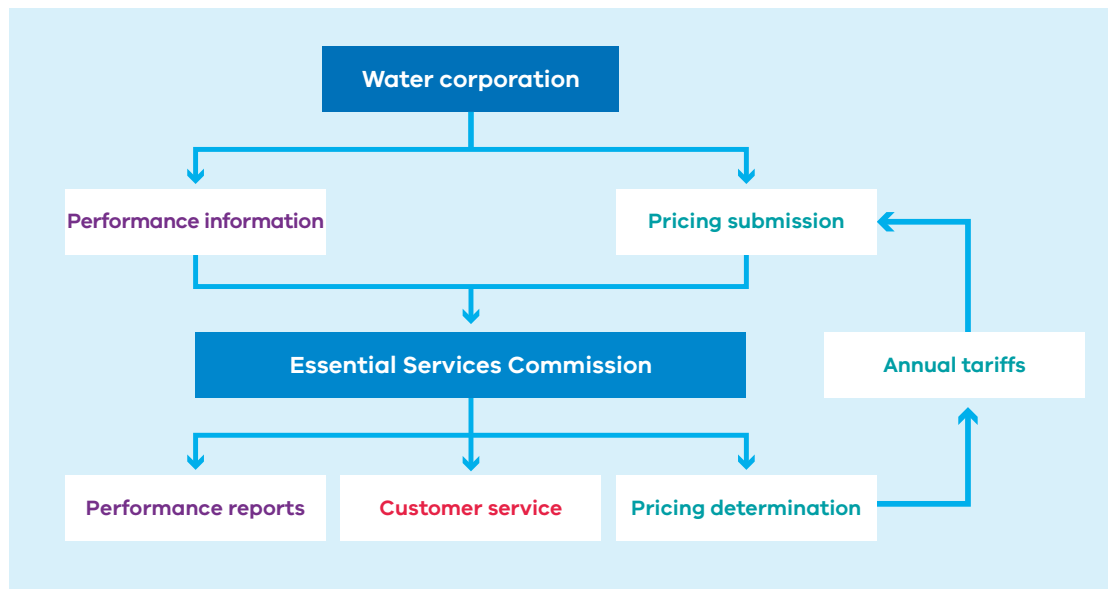 Water corporation
Performance information
Pricing submission
Essential Services Commission
Annual tariffs
Performance reports
Customer service
Pricing determination